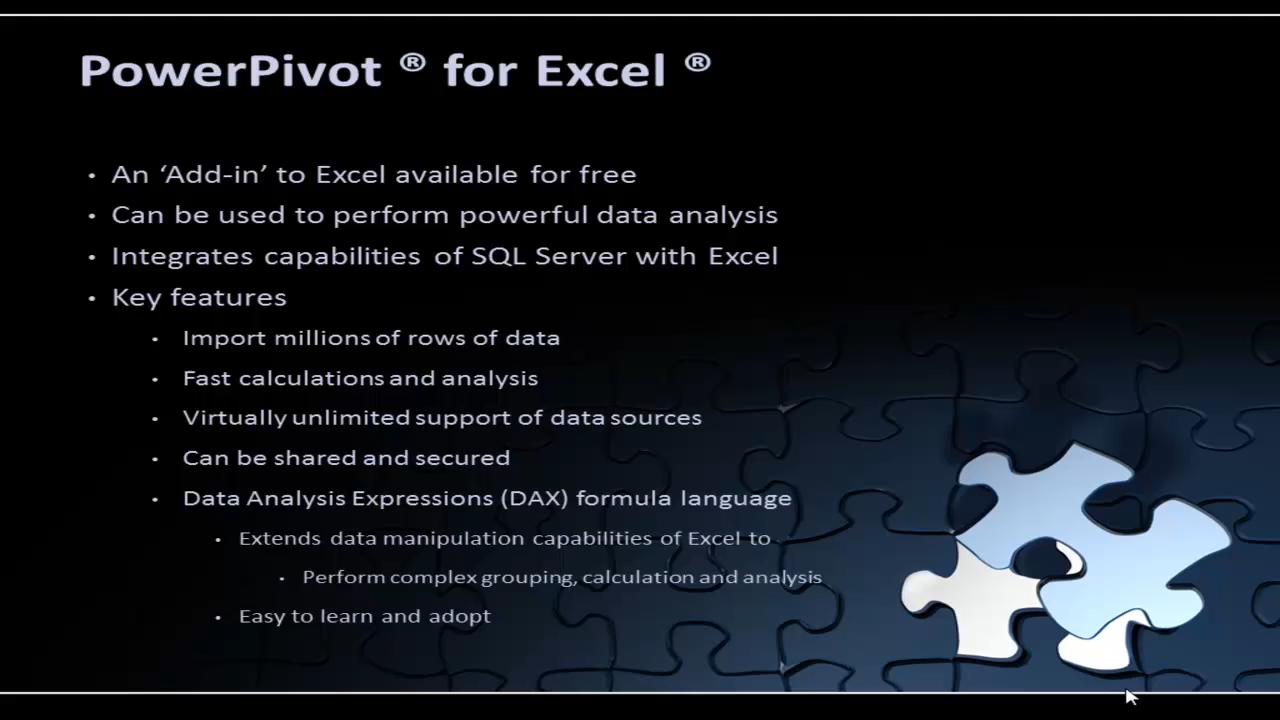 PowerPivot ® for Excel ®
• An ‘Add-in’ to Excel available for free
• Can be used to perform powerful data analysis
• Integrates capabilities of SQL Server with Excel
• Key features
• Import millions of rows of data
• Fast calculations and analysis
• Virtually unlimited support of data sources
• Can be shared and secured
• Data Analysis Expressions (DAX) formula language
• Extends data manipulation capabilities of Excel to
• Perform complex grouping, calculation and analysis
• Easy to learn and adopt